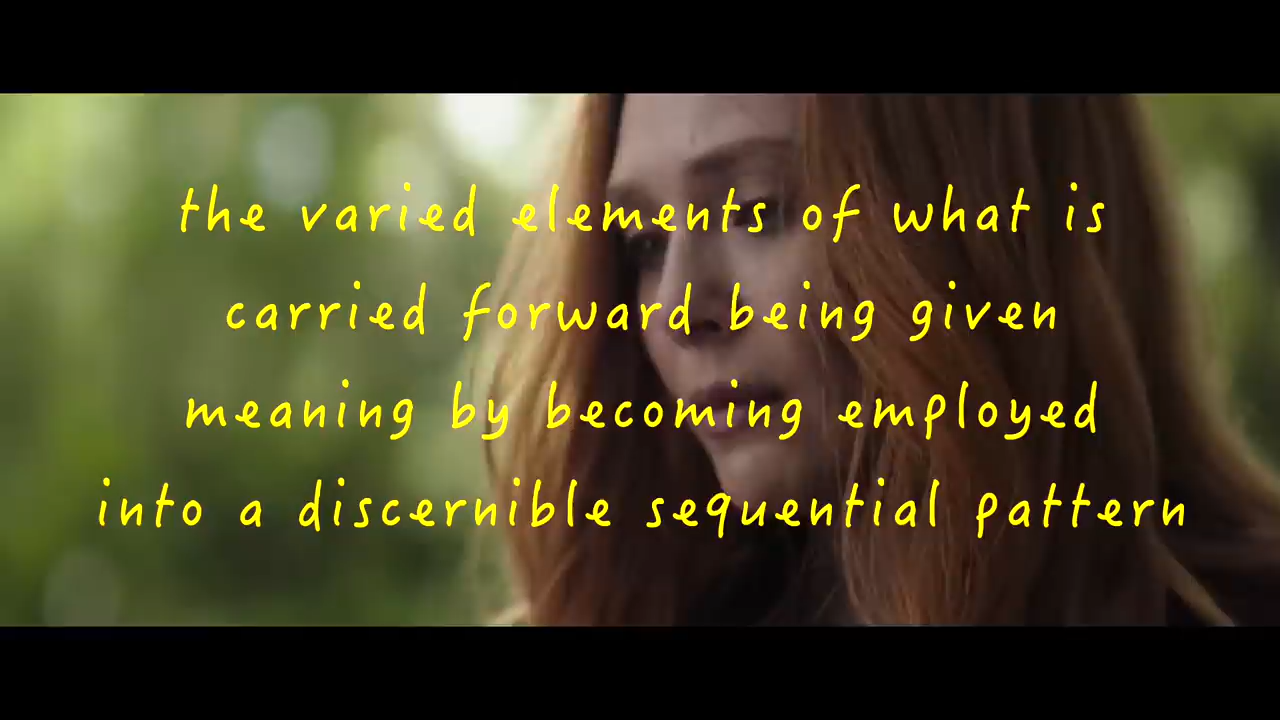 the varied elements of what is
carried forward being given
meaning by becoming employed
into a discernible sequential pattern